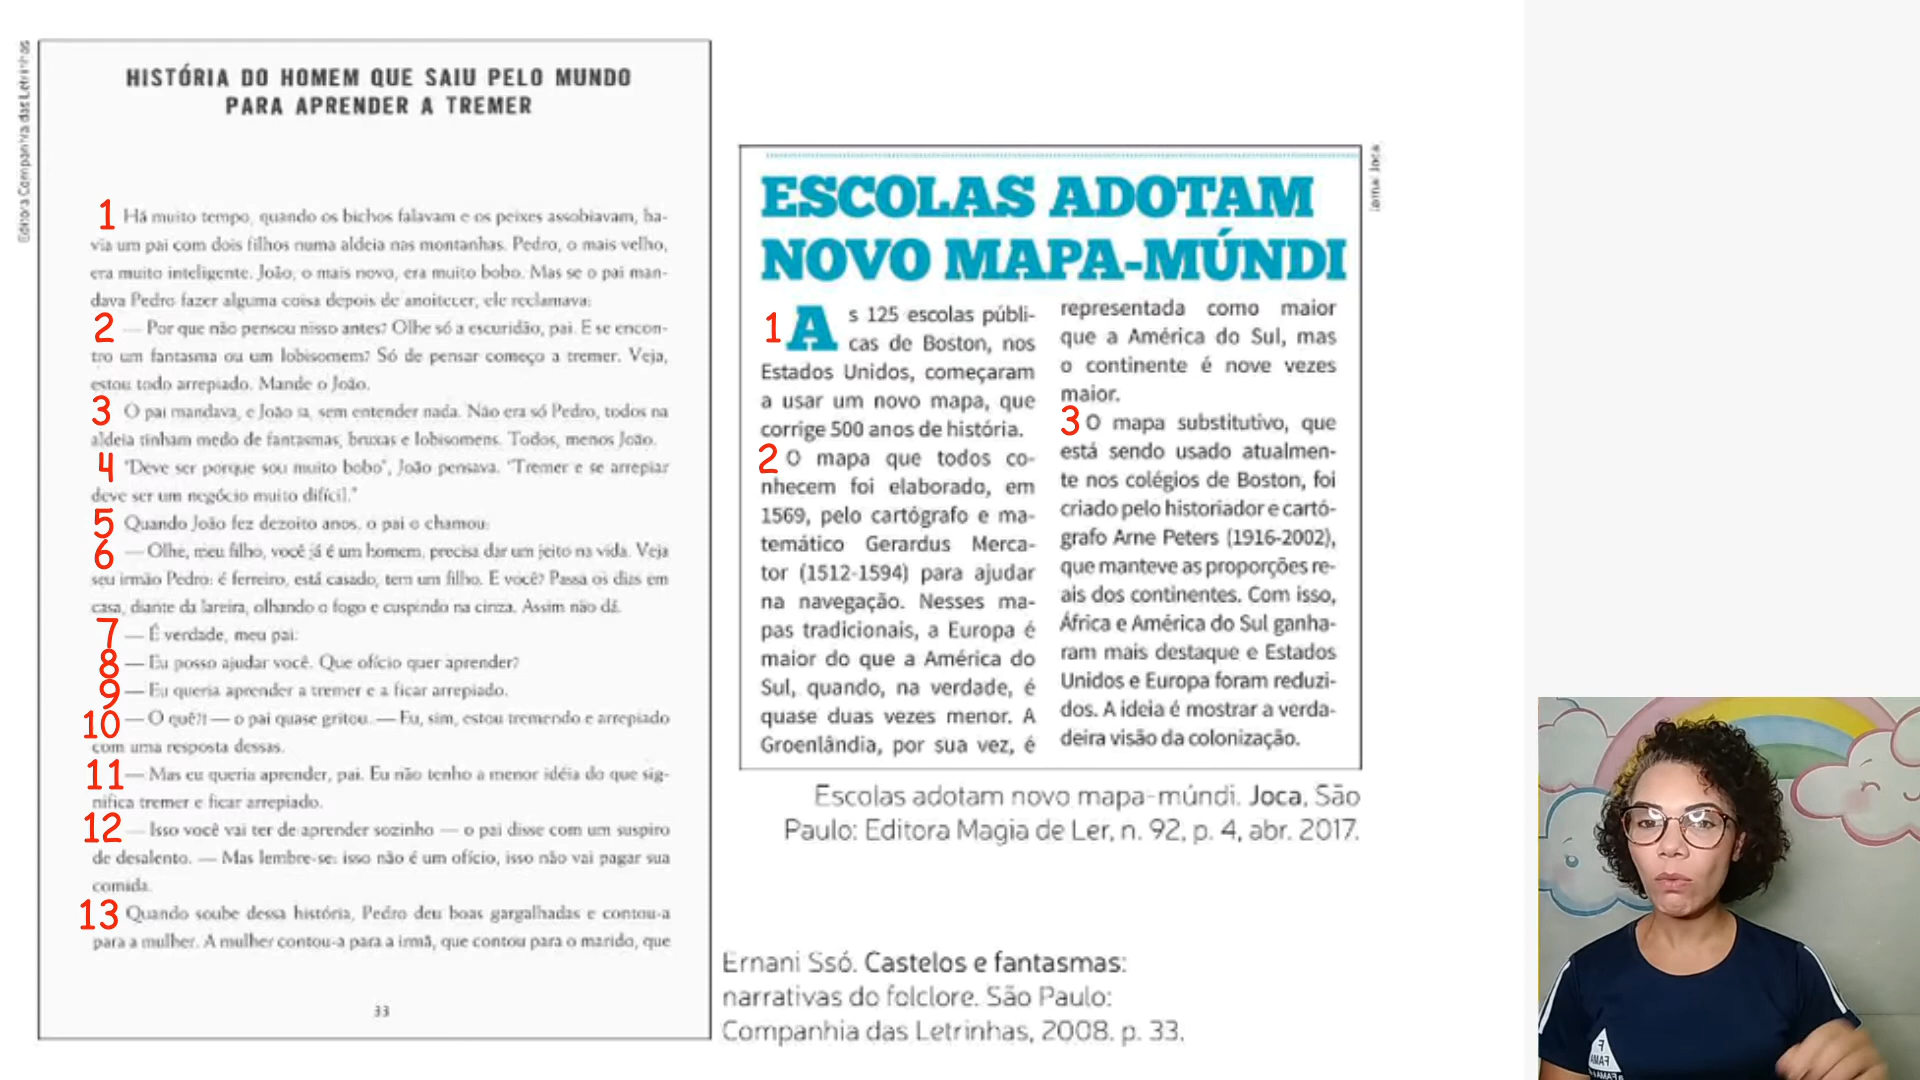 Editora Companhia das Letrinhas
HISTÓRIA DO HOMEM QUE SAIU PELO MUNDO
PARA APRENDER A TREMER
1 Há muito tempo, quando os bichos falavam e os peixes assobiavam, ha-
via um pai com dois filhos numa aldeia nas montanhas. Pedro, o mais velho,
era muito inteligente. João, o mais novo, era muito bobo. Mas se o pai man-
dava Pedro fazer alguma coisa depois de anoitecer, ele reclamava:
2 — Por que não pensou nisso antes? Olhe só a escuridão, pai. E se encon-
tro um fantasma ou um lobisomem? Só de pensar começo a tremer. Veja,
estou todo arrepiado. Mande o João.
3 O pai mandava, e João ia, sem entender nada. Não era só Pedro, todos na
aldeia tinham medo de fantasmas, bruxas e lobisomens. Todos, menos João.
4 "Deve ser porque sou muito bobo", João pensava. "Tremer e se arrepiar
deve ser um negócio muito difícil."
5 Quando João fez dezoito anos, o pai o chamou:
6 — Olhe, meu filho, você já é um homem, precisa dar um jeito na vida. Veja
seu irmão Pedro: é ferreiro, está casado, tem um filho. E você? Passa os dias em
casa, diante da lareira, olhando o fogo e cuspindo na cinza. Assim não dá.
7 — É verdade, meu pai.
8 — Eu posso ajudar você. Que ofício quer aprender?
9 — Eu queria aprender a tremer e a ficar arrepiado.
10 — O quê?! — o pai quase gritou. — Eu, sim, estou tremendo e arrepiado
com uma resposta dessas.
11 — Mas eu queria aprender, pai. Eu não tenho a menor idéia do que sig-
nifica tremer e ficar arrepiado.
12 — Isso você vai ter de aprender sozinho — o pai disse com um suspiro
de desalento. — Mas lembre-se: isso não é um ofício, isso não vai pagar sua
comida.
13 Quando soube dessa história, Pedro deu boas gargalhadas e contou-a
para a mulher. A mulher contou-a para a irmã, que contou para o marido, que
33
Jornal Joca
ESCOLAS ADOTAM
NOVO MAPA-MÚNDI
1 As 125 escolas públi-
cas de Boston, nos
Estados Unidos, começaram
a usar um novo mapa, que
corrige 500 anos de história.
2 O mapa que todos co-
nhecem foi elaborado, em
1569, pelo cartógrafo e ma-
temático Gerardus Merca-
tor (1512-1594) para ajudar
na navegação. Nesses ma-
pas tradicionais, a Europa é
maior do que a América do
Sul, quando, na verdade, é
quase duas vezes menor. A
Groenlândia, por sua vez, é
representada como maior
que a América do Sul, mas
o continente é nove vezes
maior.
3 O mapa substitutivo, que
está sendo usado atualmen-
te nos colégios de Boston, foi
criado pelo historiador e cartó-
grafo Arne Peters (1916-2002),
que manteve as proporções re-
ais dos continentes. Com isso,
África e América do Sul ganha-
ram mais destaque e Estados
Unidos e Europa foram reduzi-
dos. A ideia é mostrar a verda-
deira visão da colonização.
Escolas adotam novo mapa-múndi. Joca, São
Paulo: Editora Magia de Ler, n. 92, p. 4, abr. 2017.
Ernani Ssó. Castelos e fantasmas:
narrativas do folclore. São Paulo:
Companhia das Letrinhas, 2008. p. 33.